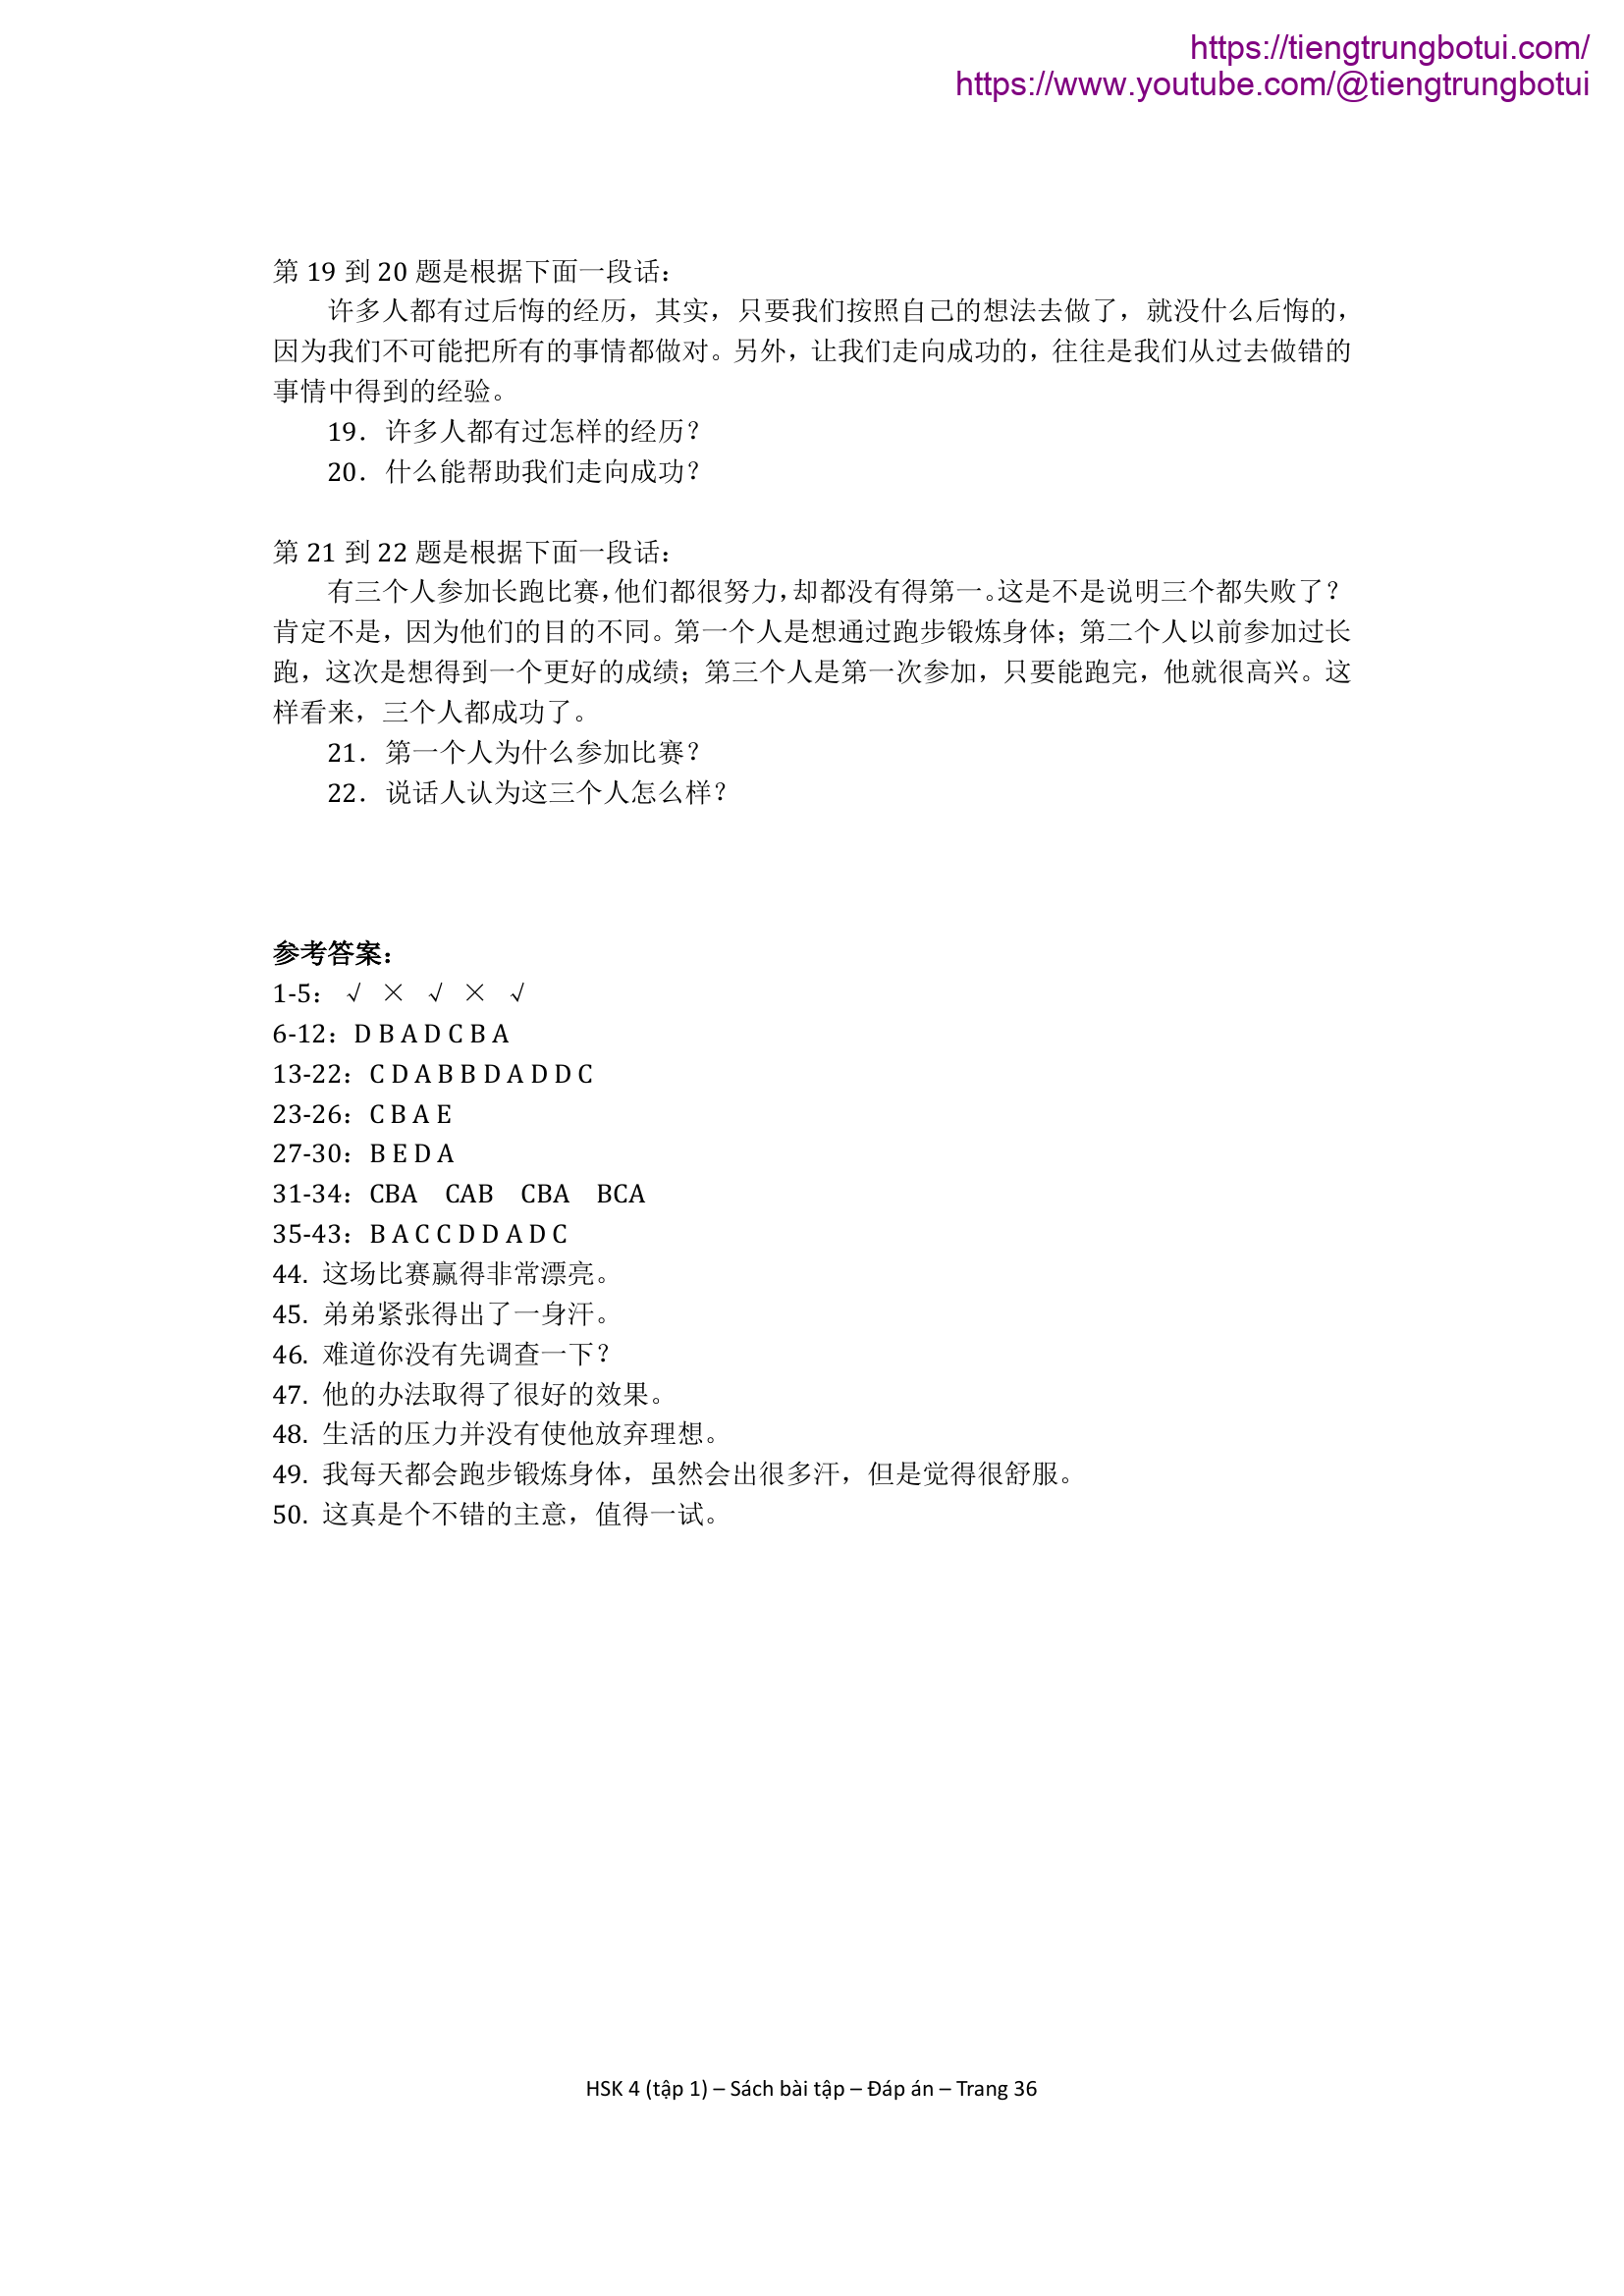 https://tiengtrungbotui.com/
https://www.youtube.com/@tiengtrungbotui
第 19 到 20 题是根据下面一段话：
许多人都有过后悔的经历，其实，只要我们按照自己的想法去做了，就没什么后悔的，
因为我们不可能把所有的事情都做对。另外，让我们走向成功的，往往是我们从过去做错的
事情中得到的经验。
19．许多人都有过怎样的经历？
20．什么能帮助我们走向成功？
第 21 到 22 题是根据下面一段话：
有三个人参加长跑比赛，他们都很努力，却都没有得第一。这是不是说明三个都失败了？
肯定不是，因为他们的目的不同。第一个人是想通过跑步锻炼身体；第二个人以前参加过长
跑，这次是想得到一个更好的成绩；第三个人是第一次参加，只要能跑完，他就很高兴。这
样看来，三个人都成功了。
21．第一个人为什么参加比赛？
22．说话人认为这三个人怎么样？
参考答案：
1-5：√ × √ × √
6-12：D B A D C B A
13-22：C D A B B D A D D C
23-26：C B A E
27-30：B E D A
31-34：CBA CAB CBA BCA
35-43：B A C C D D A D C
44. 这场比赛赢得非常漂亮。
45. 弟弟紧张得出了一身汗。
46. 难道你没有先调查一下？
47. 他的办法取得了很好的效果。
48. 生活的压力并没有使他放弃理想。
49. 我每天都会跑步锻炼身体，虽然会出很多汗，但是觉得很舒服。
50. 这真是个不错的主意，值得一试。
HSK 4 (tập 1) – Sách bài tập – Đáp án – Trang 36